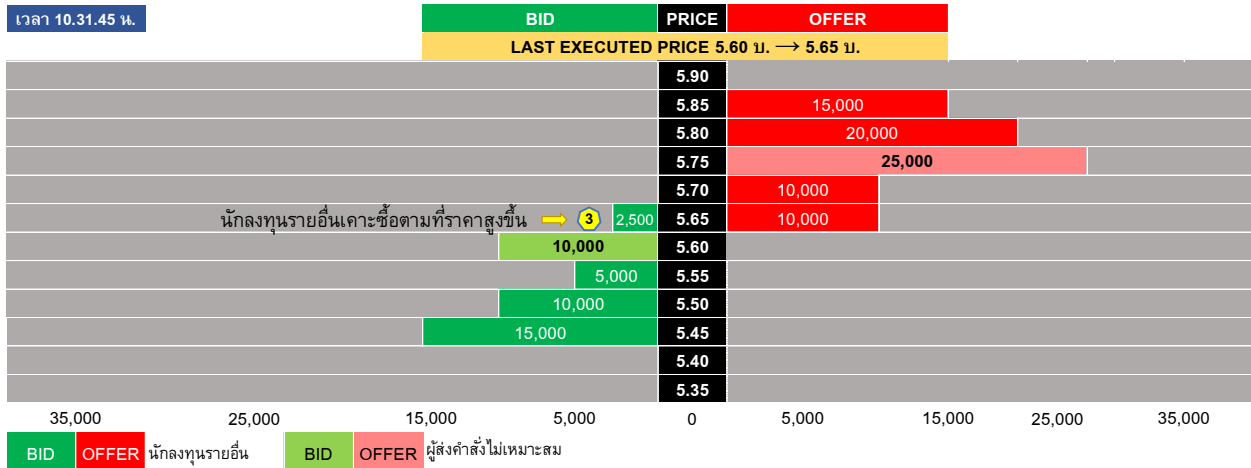 เวลา 10.31.45 น.
BID PRICE OFFER
LAST EXECUTED PRICE 5.60 บ. → 5.65 บ.
5.90
5.85 15,000
5.80 20,000
5.75 25,000
5.70 10,000
นักลงทุนรายอื่นเคาะซื้อตามที่ราคาสูงขึ้น 3 2,500 5.65 10,000
10,000 5.60
5,000 5.55
10,000 5.50
15,000 5.45
5.40
5.35
35,000 25,000 15,000 5,000 0 5,000 15,000 25,000 35,000
BID OFFER นักลงทุนรายอื่น BID OFFER ผู้ส่งคำสั่งไม่เหมาะสม